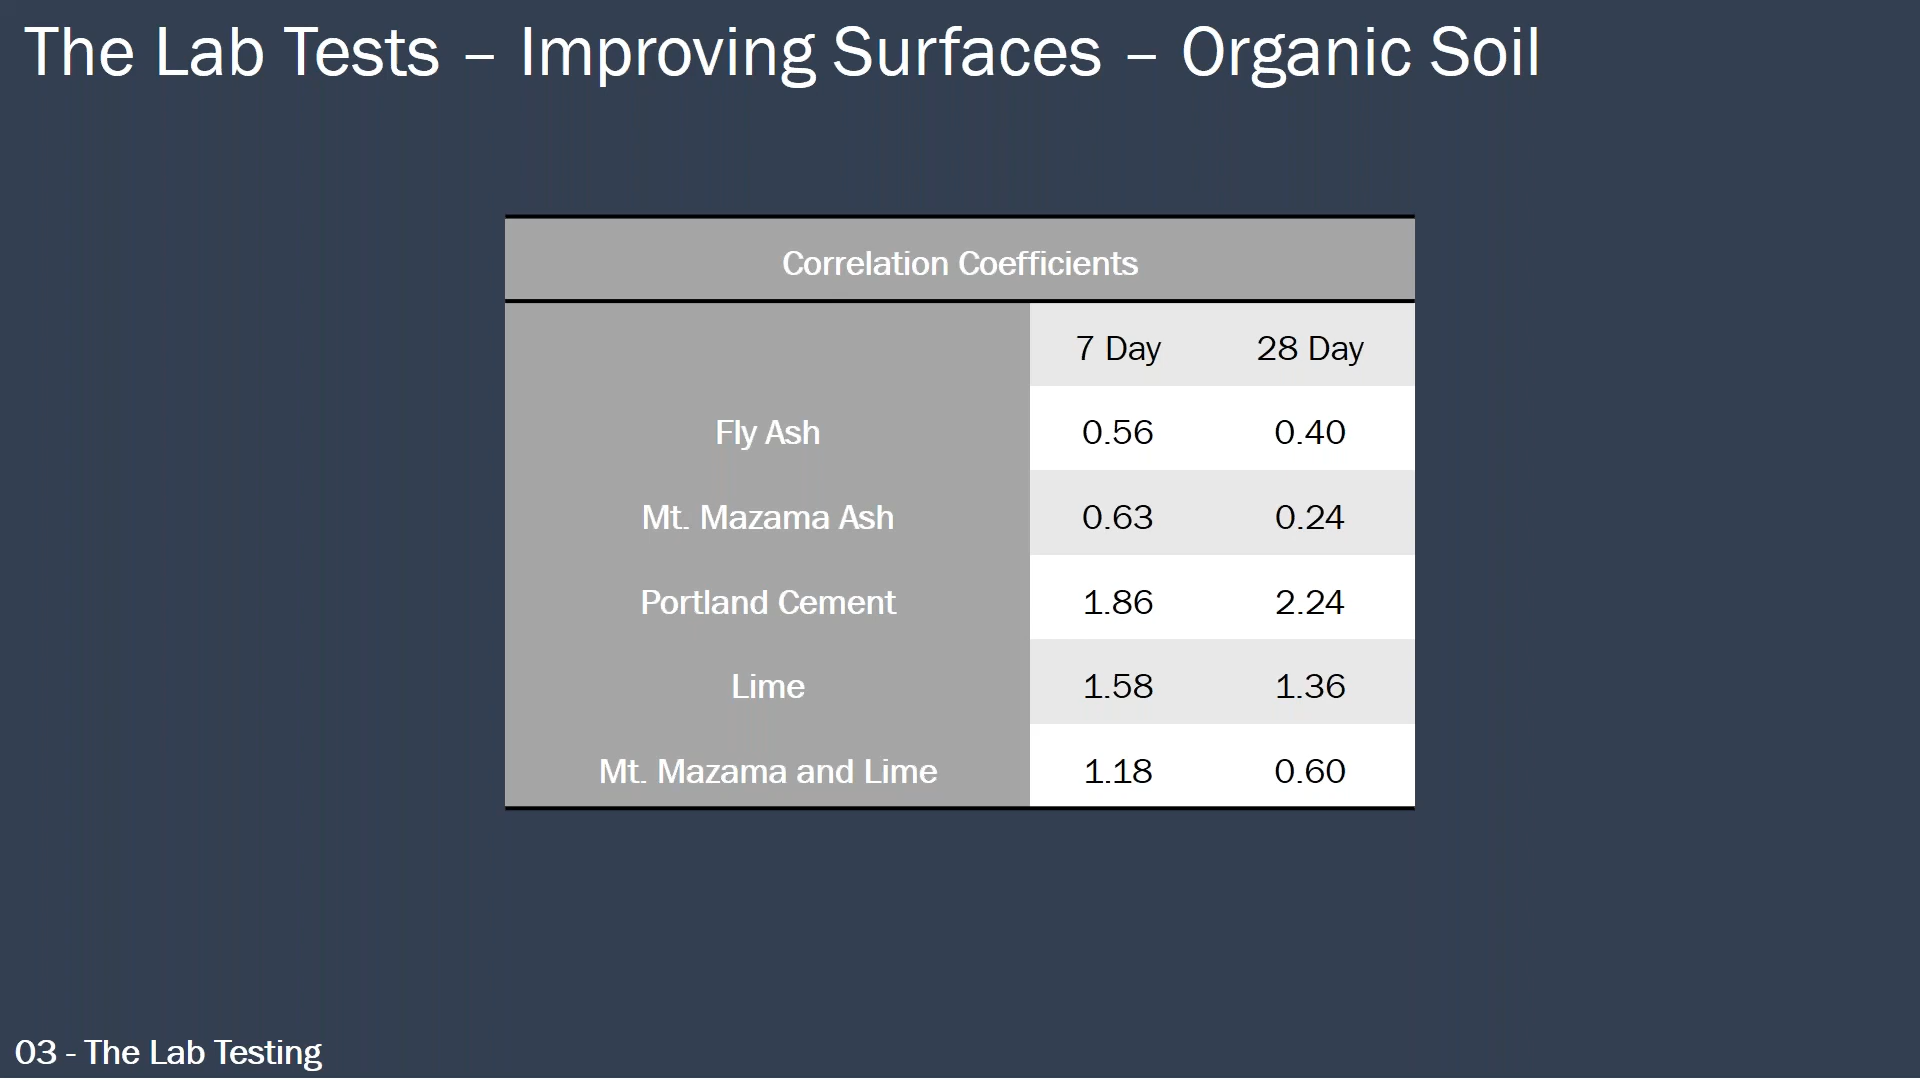 The Lab Tests – Improving Surfaces – Organic Soil
Correlation Coefficients
7 Day 28 Day
Fly Ash 0.56 0.40
Mt. Mazama Ash 0.63 0.24
Portland Cement 1.86 2.24
Lime 1.58 1.36
Mt. Mazama and Lime 1.18 0.60
03 - The Lab Testing